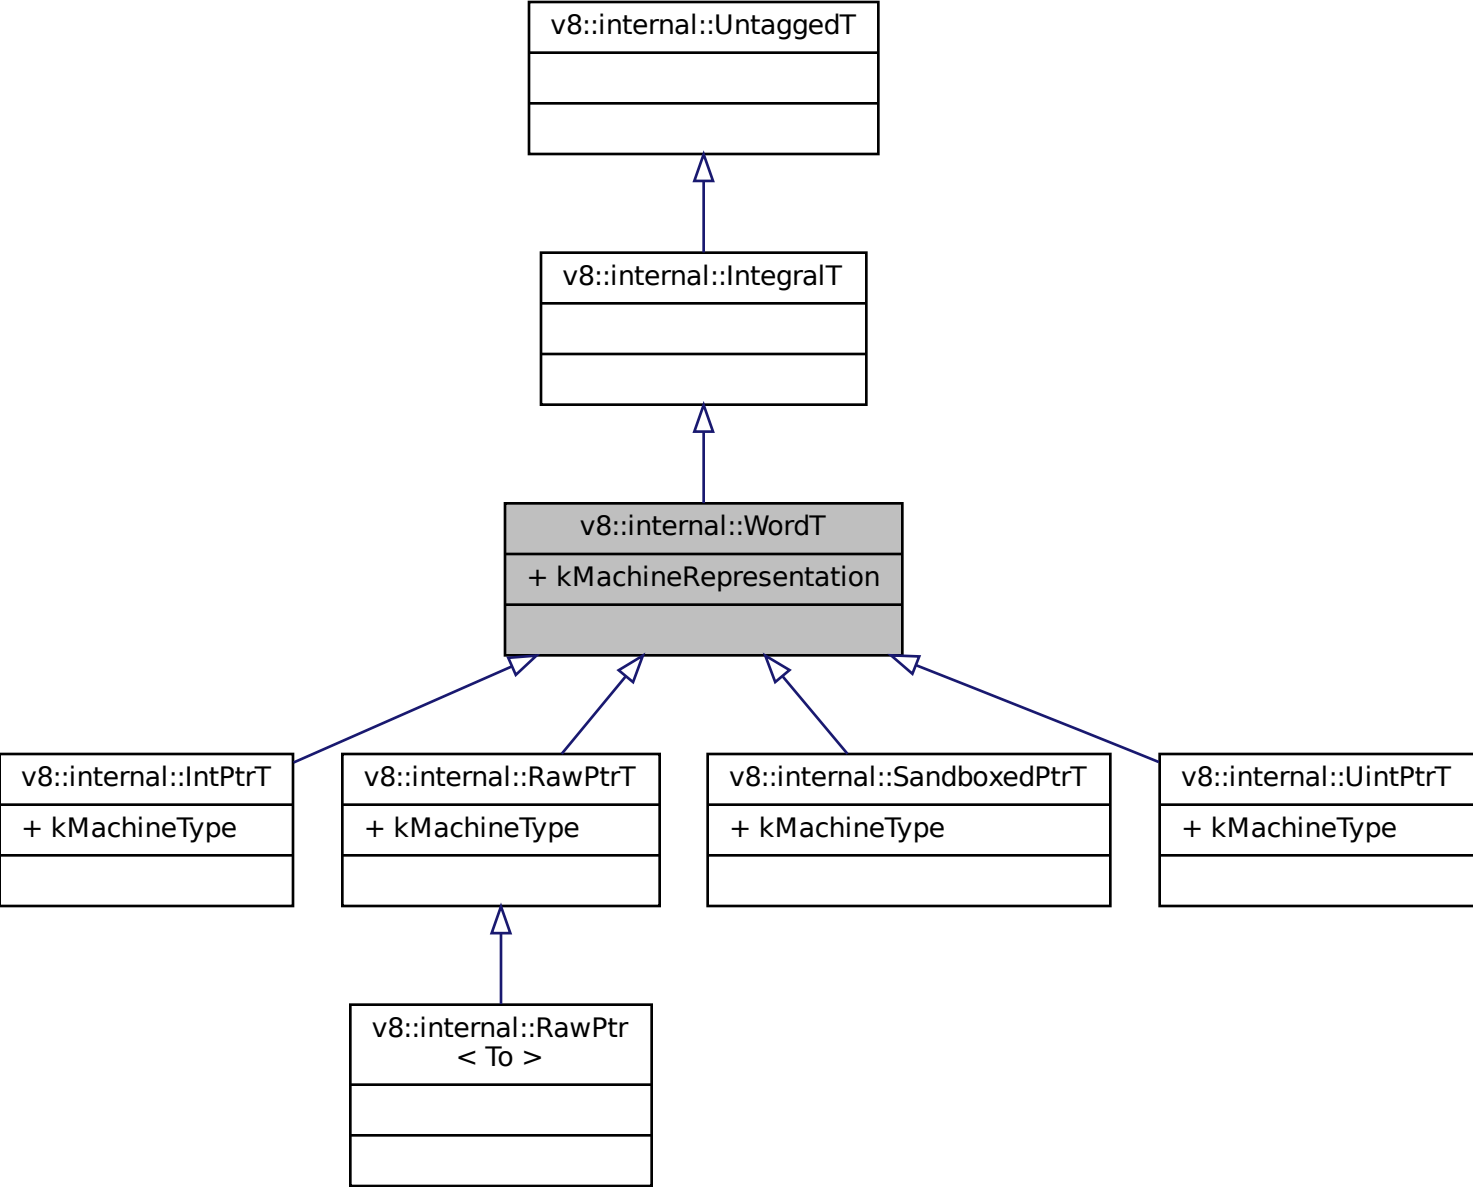 v8::internal::UntaggedT
v8::internal::IntegralT
v8::internal::WordT
+ kMachineRepresentation
v8::internal::IntPtrT
+ kMachineType
v8::internal::RawPtrT
+ kMachineType
v8::internal::SandboxedPtrT
+ kMachineType
v8::internal::UintPtrT
+ kMachineType
v8::internal::RawPtr
< To >